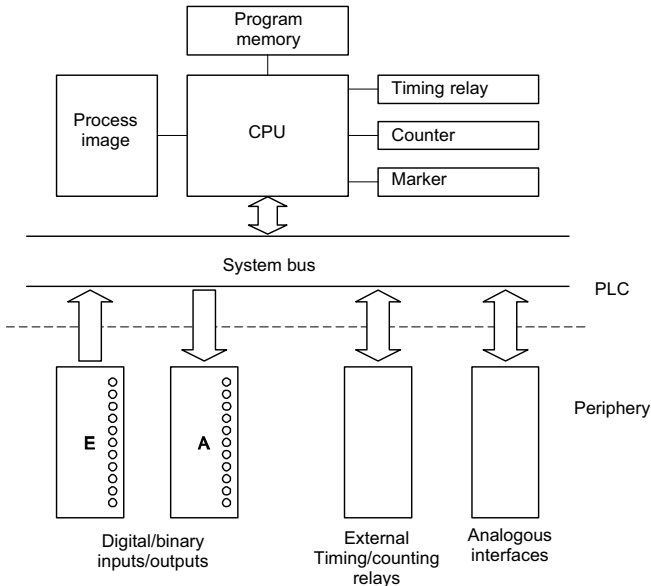 Program
memory
Process
image
CPU
Timing relay
Counter
Marker
System bus
PLC
E
A
Periphery
Digital/binary
inputs/outputs
External
Timing/counting
relays
Analogous
interfaces